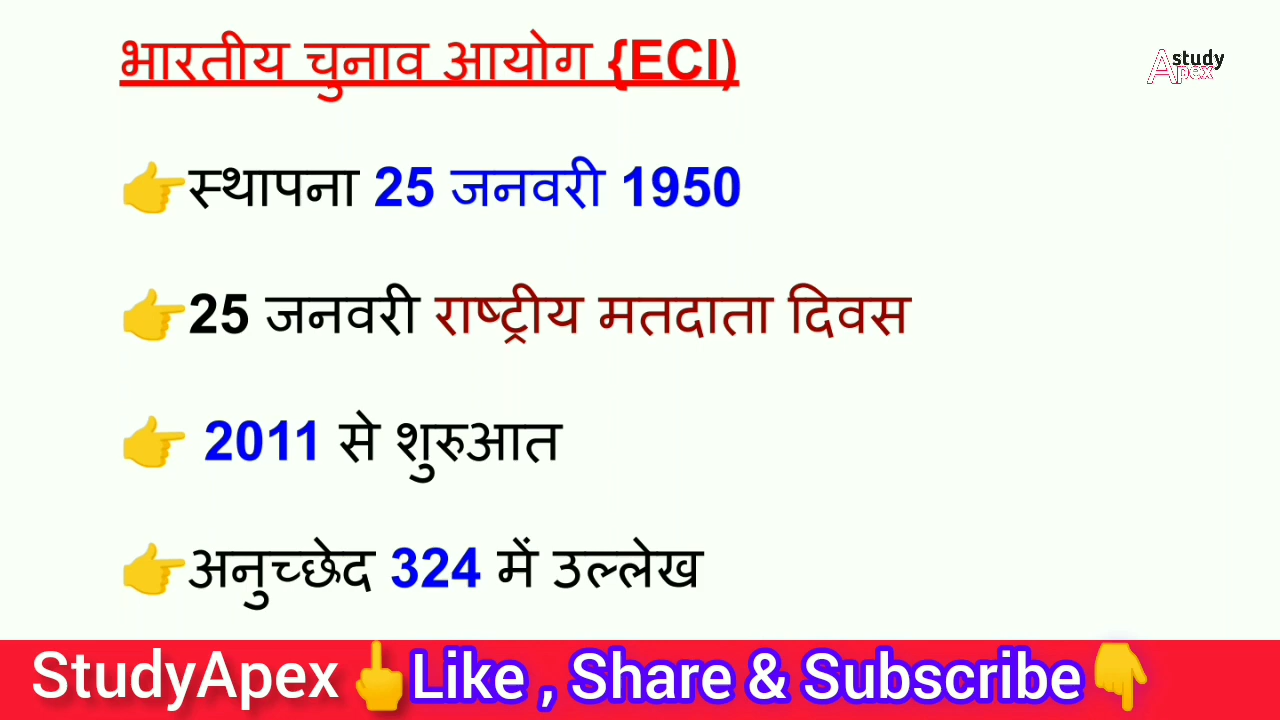 भारतीय चुनाव आयोग {ECI)
study
Apex
👉स्थापना 25 जनवरी 1950
👉25 जनवरी राष्ट्रीय मतदाता दिवस
👉 2011 से शुरुआत
👉अनुच्छेद 324 में उल्लेख
StudyApex🖕Like , Share & Subscribe👇